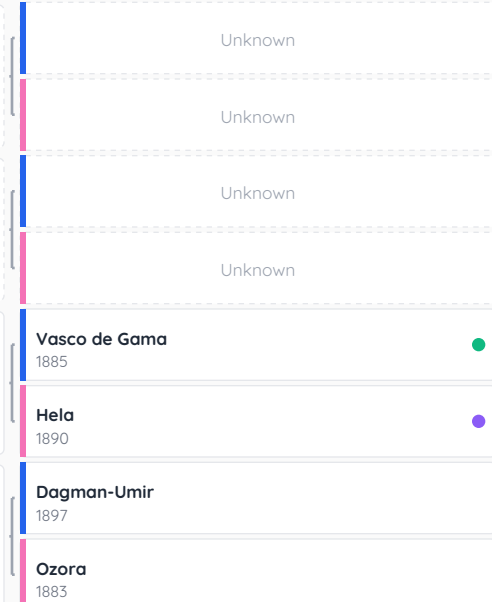 Unknown
Unknown
Unknown
Unknown
Vasco de Gama
1885
Hela
1890
Dagman-Umir
1897
Ozora
1883